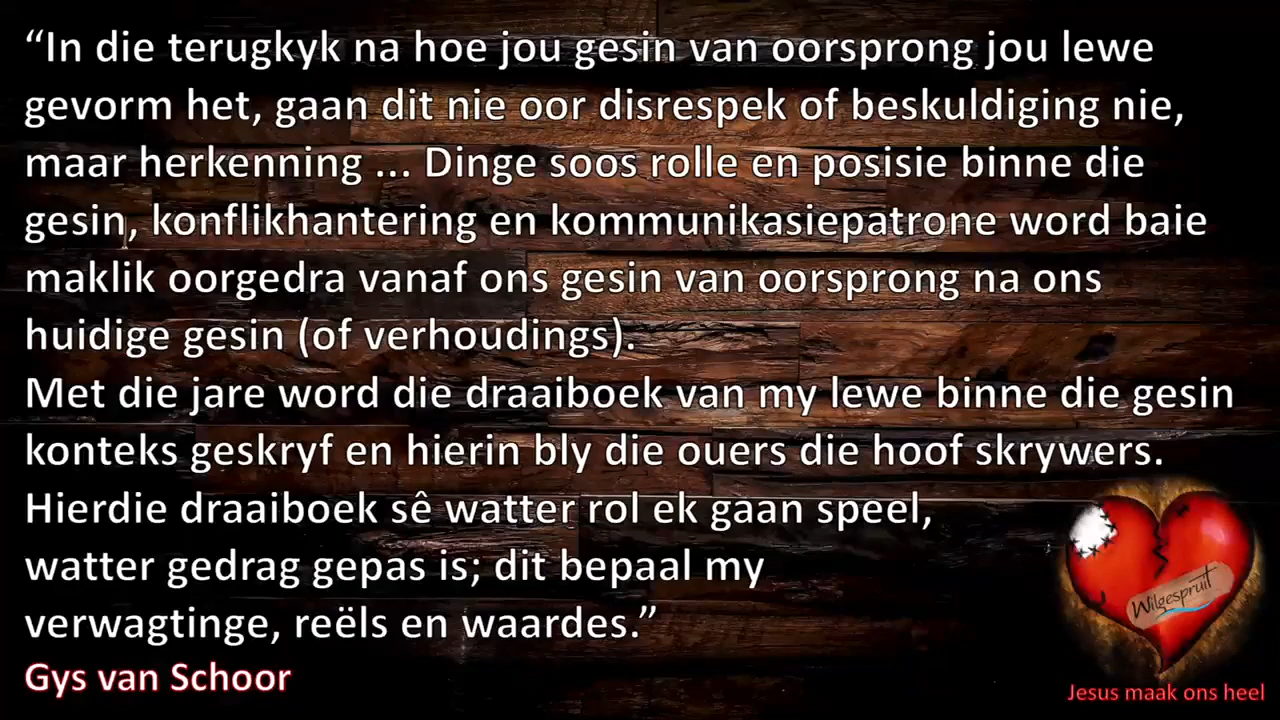 “In die terugkyk na hoe jou gesin van oorsprong jou lewe
gevorm het, gaan dit nie oor disrespek of beskuldiging nie,
maar herkenning ... Dinge soos rolle en posisie binne die
gesin, konflikhantering en kommunikasiepatrone word baie
maklik oorgedra vanaf ons gesin van oorsprong na ons
huidige gesin (of verhoudings).
Met die jare word die draaiboek van my lewe binne die gesin
konteks geskryf en hierin bly die ouers die hoof skrywers.
Hierdie draaiboek sê watter rol ek gaan speel,
watter gedrag gepas is; dit bepaal my
verwagtinge, reëls en waardes.”
Gys van Schoor
Wilgespruit
Jesus maak ons heel